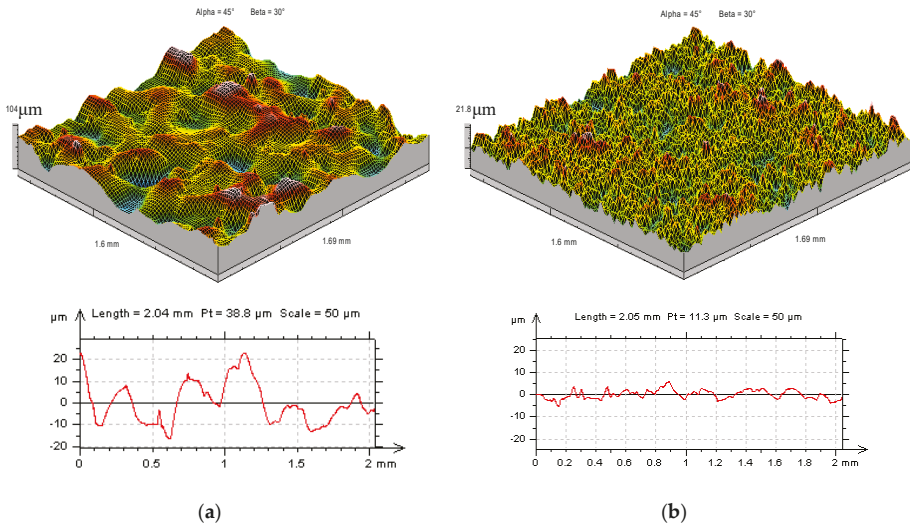 Alpha = 45° Beta = 30°
104 μm
1.6 mm
1.69 mm
μm Length = 2.04 mm Pt = 38.8 μm Scale = 50 μm
20
10
0
-10
-20
0 0.5 1 1.5 2 mm
(a)
Alpha = 45° Beta = 30°
μm
21.8
1.6 mm
1.69 mm
μm Length = 2.05 mm Pt = 11.3 μm Scale = 50 μm
20
10
0
-10
-20
0 0.2 0.4 0.6 0.8 1 1.2 1.4 1.6 1.8 2 mm
(b)